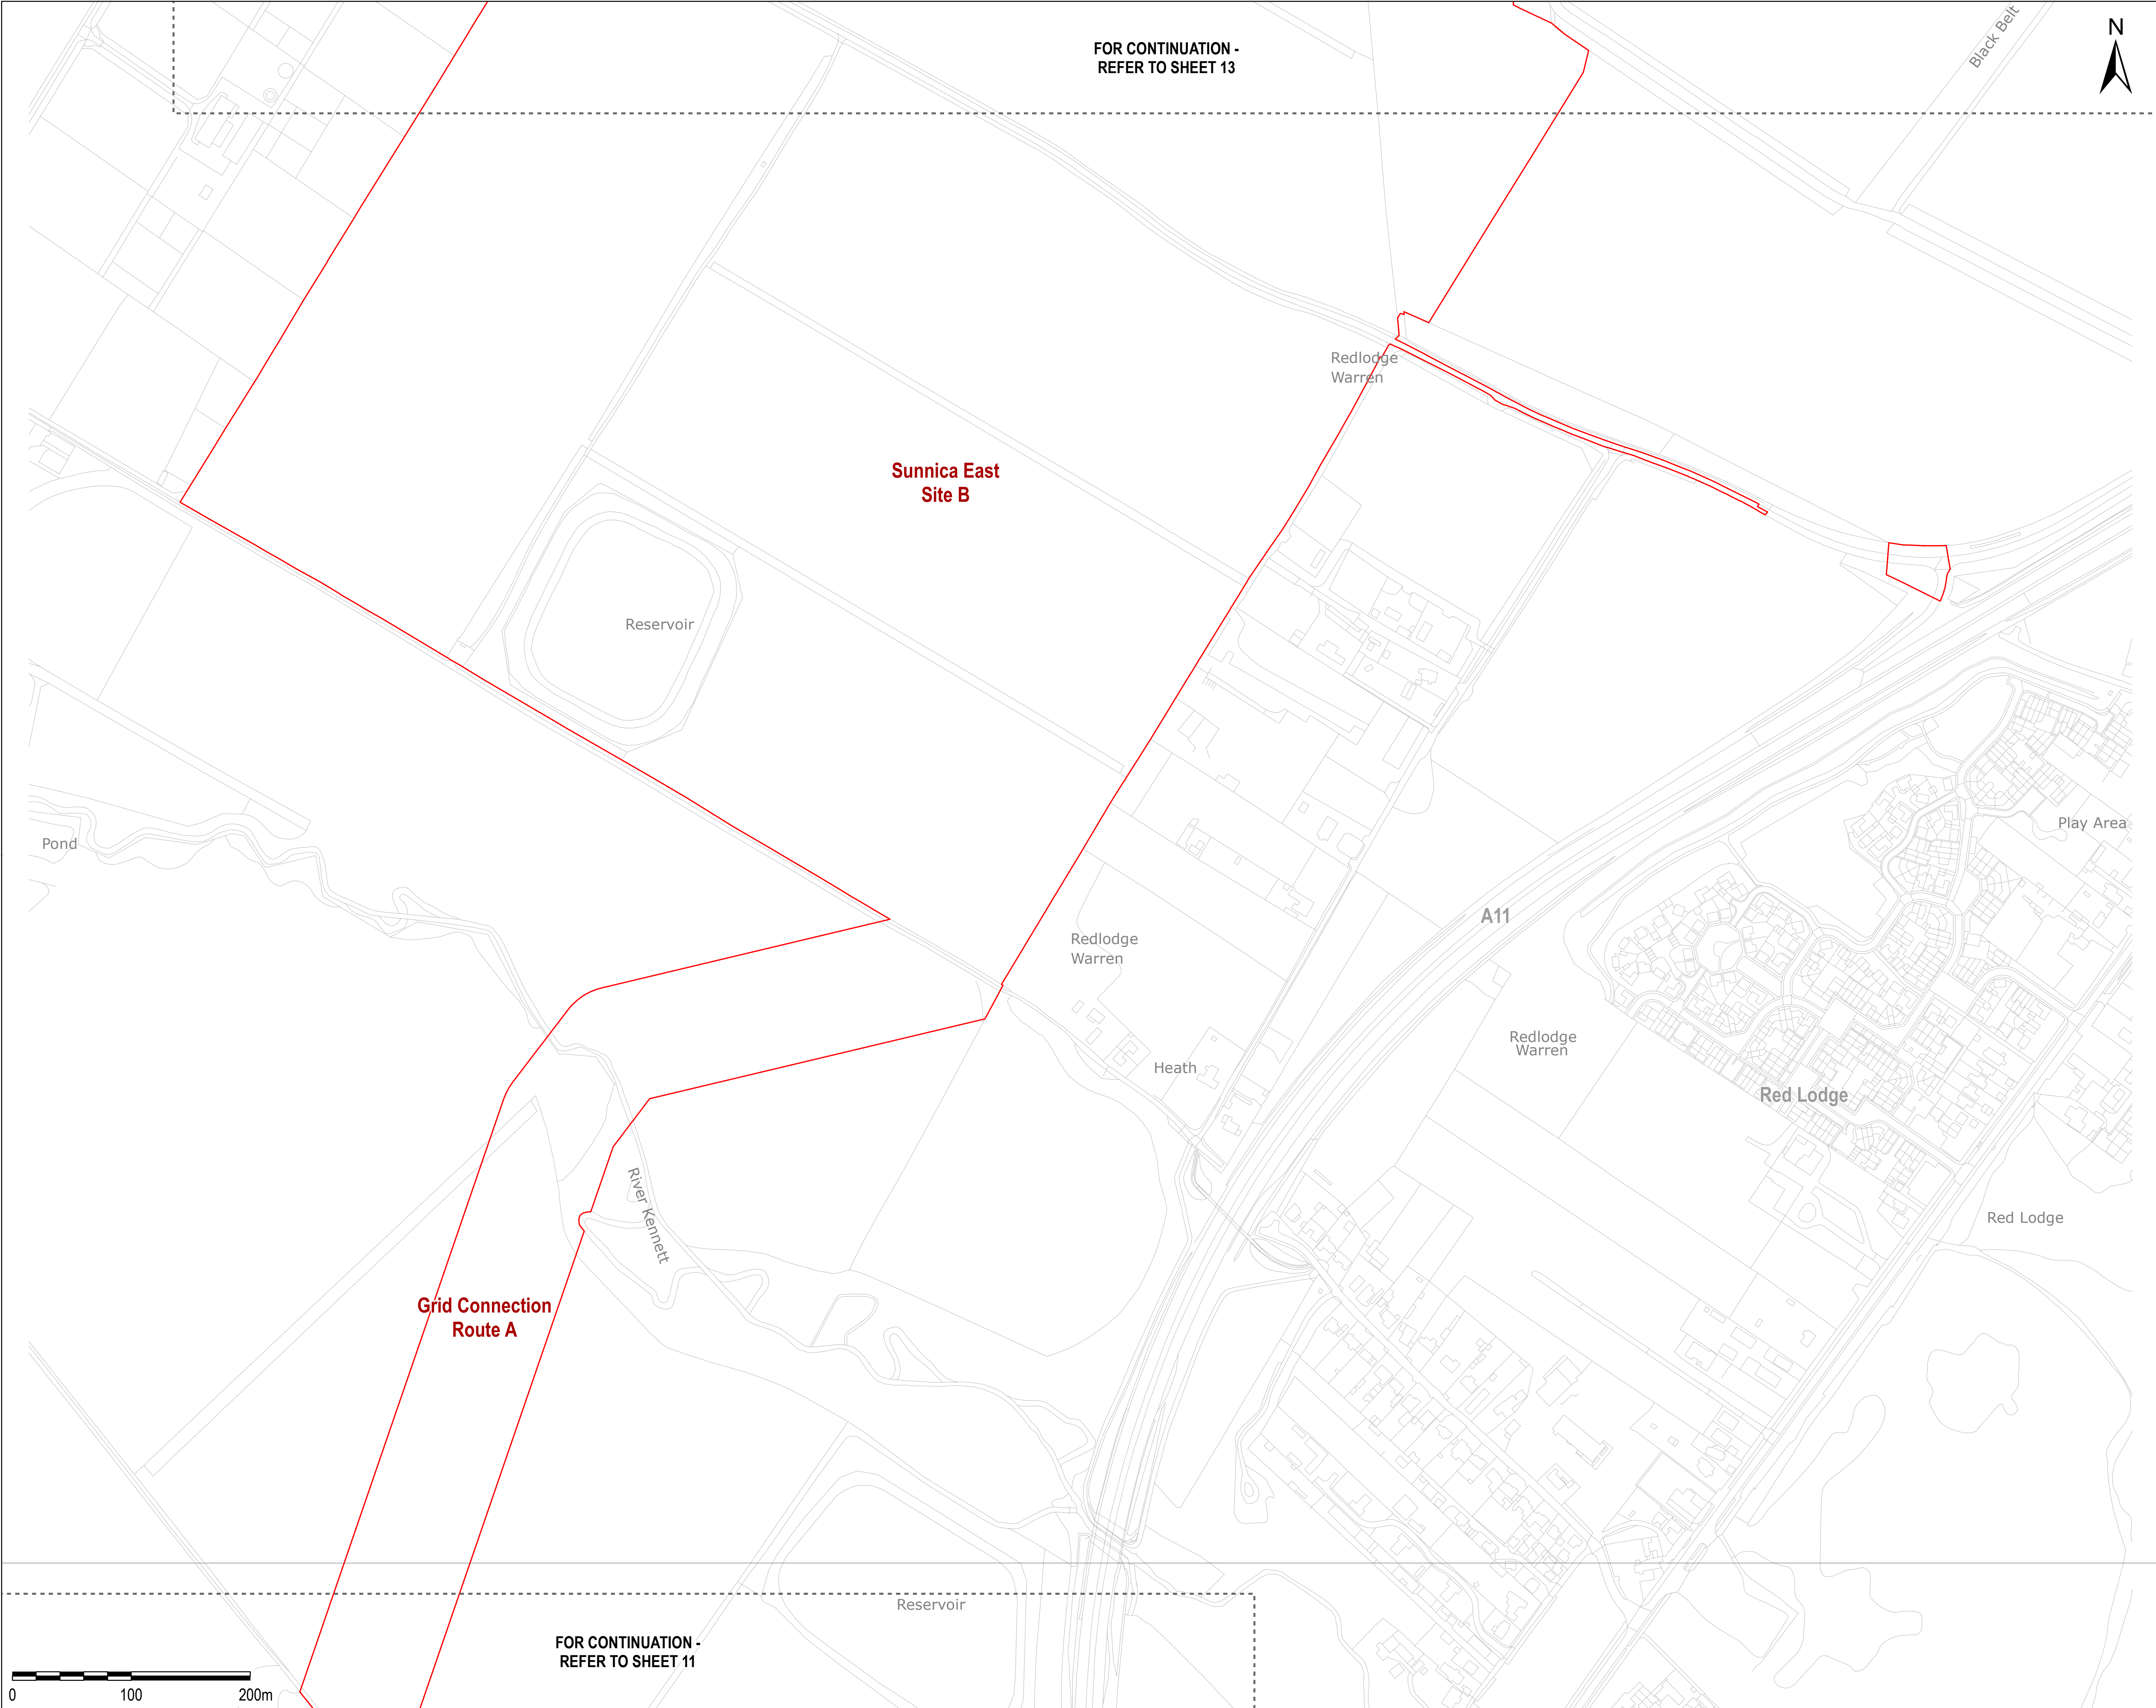 Black Belt
N
FOR CONTINUATION -
REFER TO SHEET 13
Redlodge
Warren
Sunnica East
Site B
Reservoir
Pond
Play Area
A11
Redlodge
Warren
Redlodge
Warren
Heath
Red Lodge
River Kennett
Red Lodge
Grid Connection
Route A
Reservoir
FOR CONTINUATION -
REFER TO SHEET 11
0 100 200m